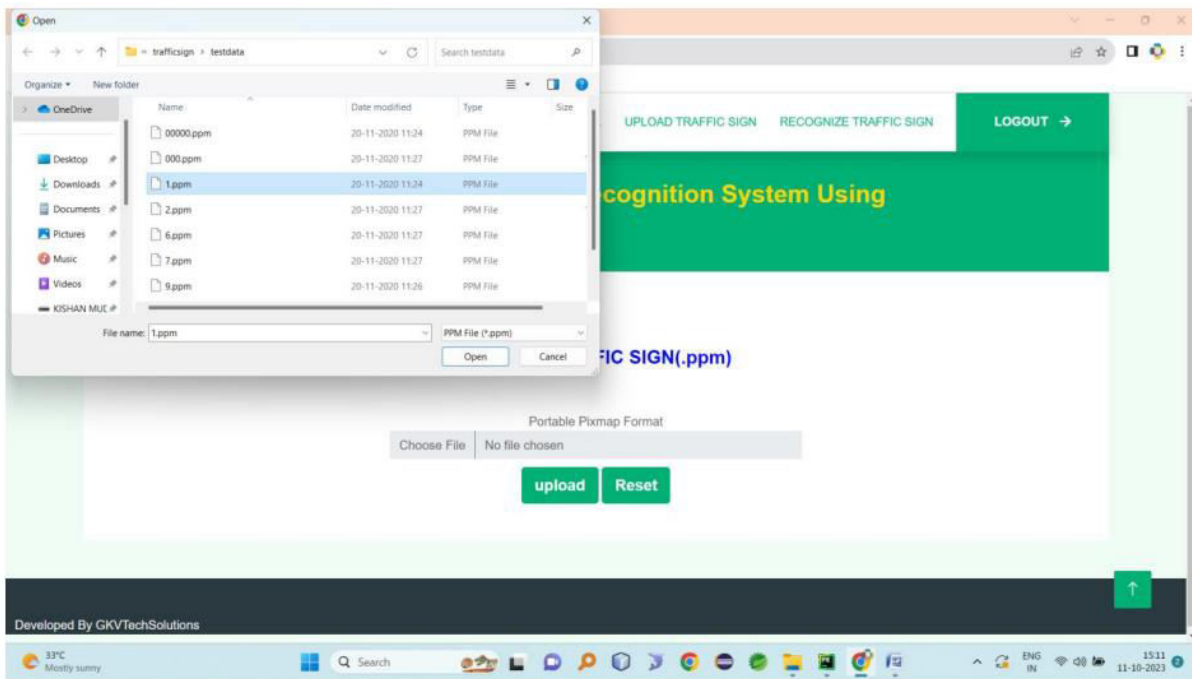 Open
trafficsign > testdata
Search testdata
Organize
New folder
Name
Date modified
Type
Size
OneDrive
Desktop
Downloads
Documents
Pictures
Music
Videos
KISHAN MUD
00000.ppm 20-11-2020 11:24 PPM File
000.ppm 20-11-2020 11:27 PPM File
1.ppm 20-11-2020 11:24 PPM File
2.ppm 20-11-2020 11:27 PPM File
6.ppm 20-11-2020 11:27 PPM File
7.ppm 20-11-2020 11:27 PPM File
9.ppm 20-11-2020 11:26 PPM File
File name: 1.ppm
PPM File (*.ppm)
Open
Cancel
UPLOAD TRAFFIC SIGN
RECOGNIZE TRAFFIC SIGN
LOGOUT →
cognition System Using
FIC SIGN(.ppm)
Portable Pixmap Format
Choose File No file chosen
upload
Reset
Developed By GKVTechSolutions
33°C
Mostly sunny
Search
ENG
IN
15:11
11-10-2023
2